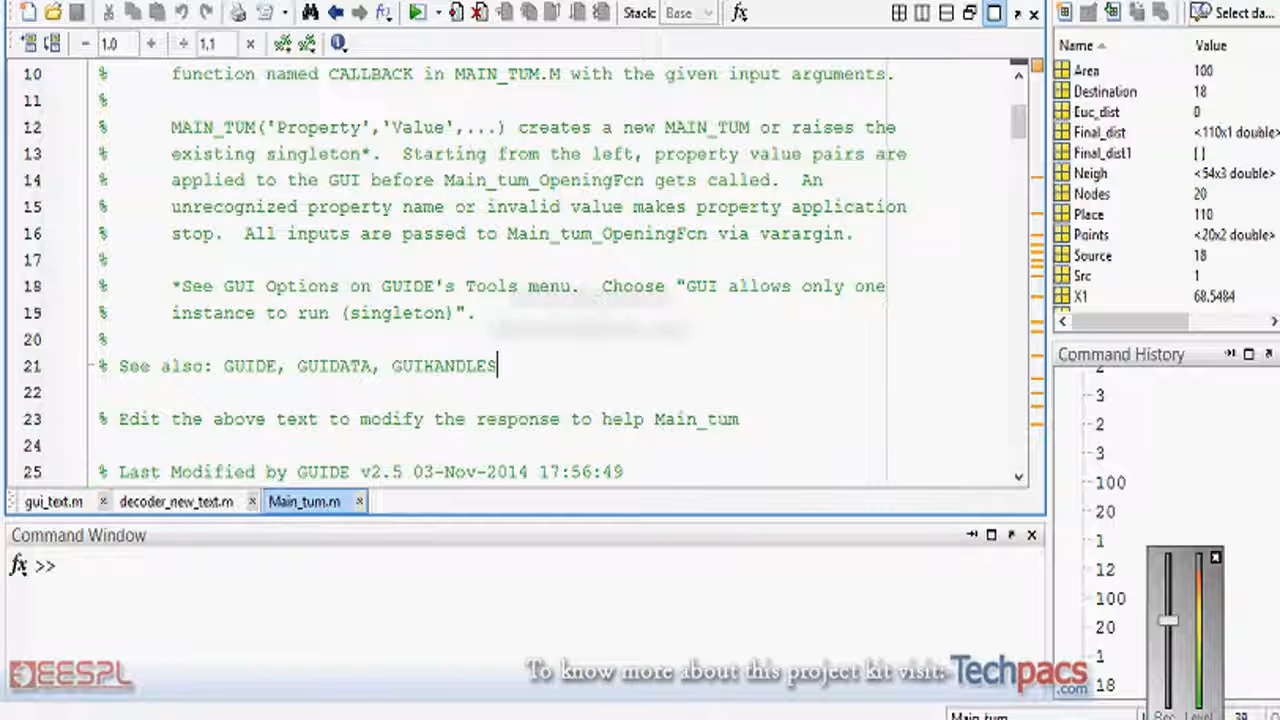 Stack: Base fx Select da...
- 1.0 + ÷ 1.1 ×
10 % function named CALLBACK in MAIN_TUM.M with the given input arguments.
11 %
12 % MAIN_TUM('Property','Value',...) creates a new MAIN_TUM or raises the
13 % existing singleton*. Starting from the left, property value pairs are
14 % applied to the GUI before Main_tum_OpeningFcn gets called. An
15 % unrecognized property name or invalid value makes property application
16 % stop. All inputs are passed to Main_tum_OpeningFcn via varargin.
17 %
18 % *See GUI Options on GUIDE's Tools menu. Choose "GUI allows only one
19 % instance to run (singleton)".
20 %
21 % See also: GUIDE, GUIDATA, GUIHANDLES
22
23 % Edit the above text to modify the response to help Main_tum
24
25 % Last Modified by GUIDE v2.5 03-Nov-2014 17:56:49
gui_text.m decoder_new_text.m Main_tum.m
Command Window
fx >>
Name Value
Area 100
Destination 18
Euc_dist 0
Final_dist <110x1 double>
Final_dist1 []
Neigh <54x3 double>
Nodes 20
Place 110
Points <20x2 double>
Source 18
Src 1
X1 68.5484
Command History
2
3
2
3
100
20
1
12
100
20
1
18
EESPL
To know more about this project kit visit:
Techpacs
.com
Main_tum
Rec Level